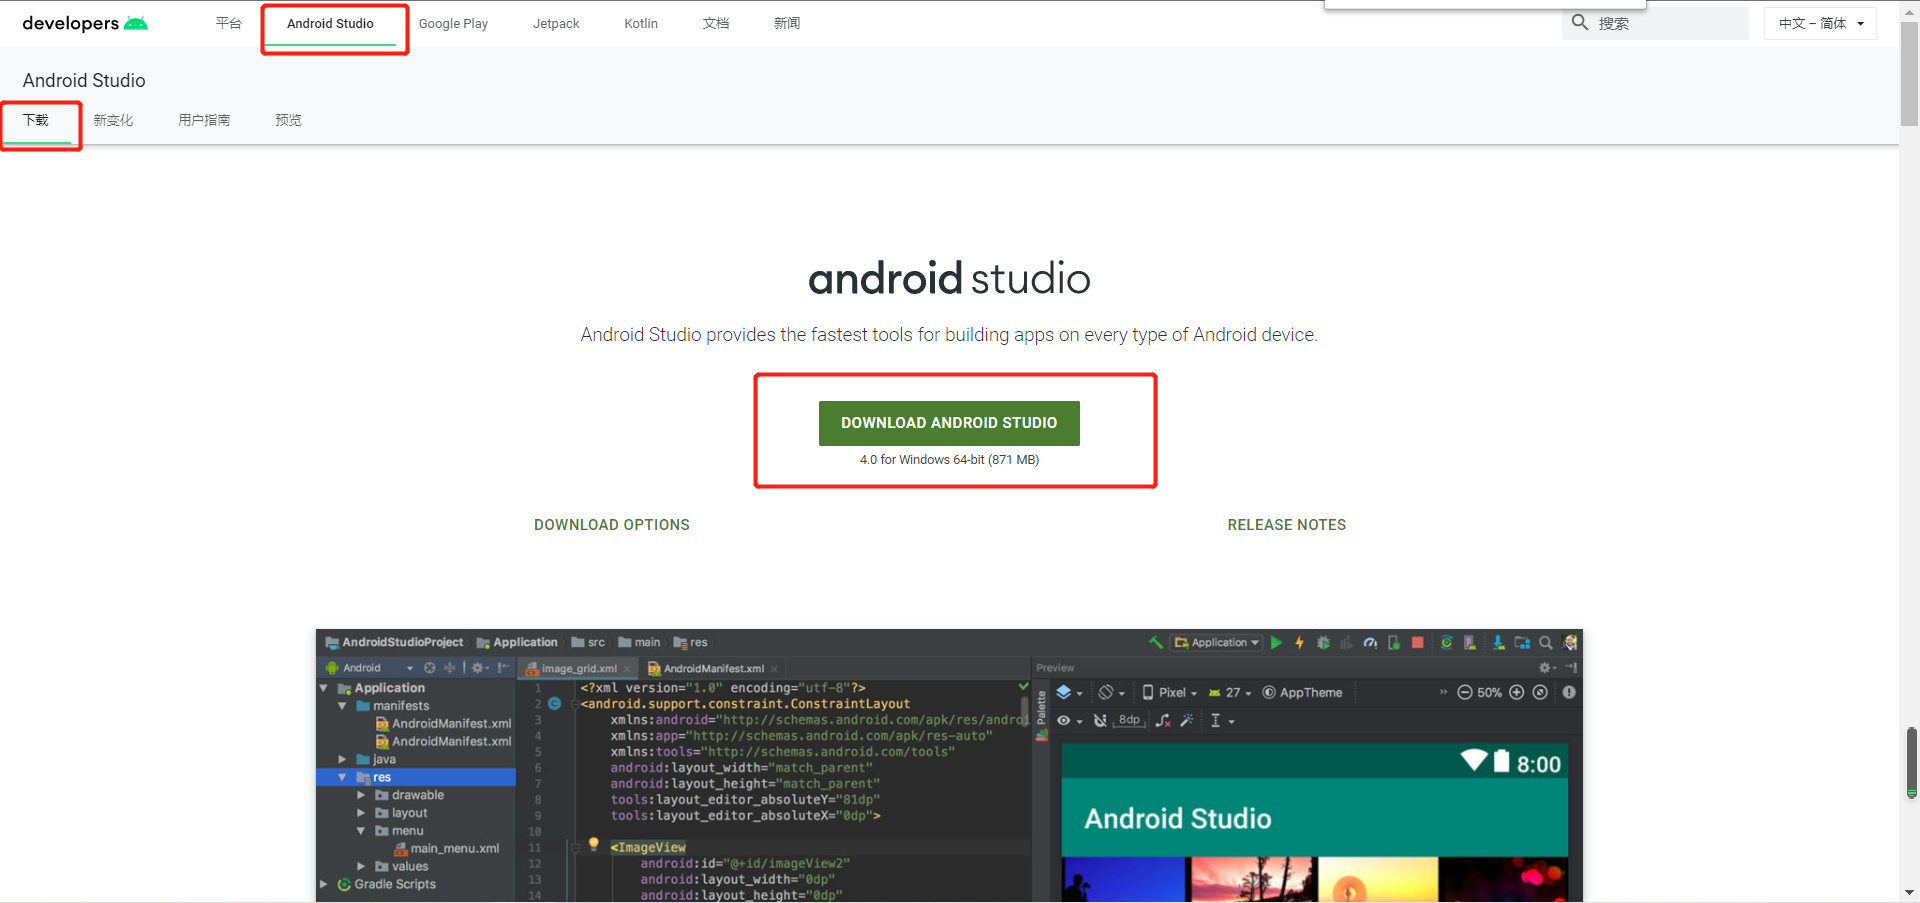 developers 平台 Android Studio Google Play Jetpack Kotlin 文档 新闻 搜索 中文 – 简体
Android Studio
下载 新变化 用户指南 预览
android studio
Android Studio provides the fastest tools for building apps on every type of Android device.
DOWNLOAD ANDROID STUDIO
4.0 for Windows 64-bit (871 MB)
DOWNLOAD OPTIONS RELEASE NOTES
AndroidStudioProject Application src main res Application
Android image_grid.xml AndroidManifest.xml Preview
Application
manifests
AndroidManifest.xml
AndroidManifest.xml
java
res
drawable
layout
menu
main_menu.xml
values
Gradle Scripts
1 <?xml version="1.0" encoding="utf-8"?>
2 <android.support.constraint.ConstraintLayout
3 xmlns:android="http://schemas.android.com/apk/res/androi
4 xmlns:app="http://schemas.android.com/apk/res-auto"
5 xmlns:tools="http://schemas.android.com/tools"
6 android:layout_width="match_parent"
7 android:layout_height="match_parent"
8 tools:layout_editor_absoluteY="81dp"
9 tools:layout_editor_absoluteX="0dp">
10
11 <ImageView
12 android:id="@+id/imageView2"
13 android:layout_width="0dp"
14 android:layout_height="0dp"
Palette
Pixel 27 AppTheme 50%
8dp
8:00
Android Studio